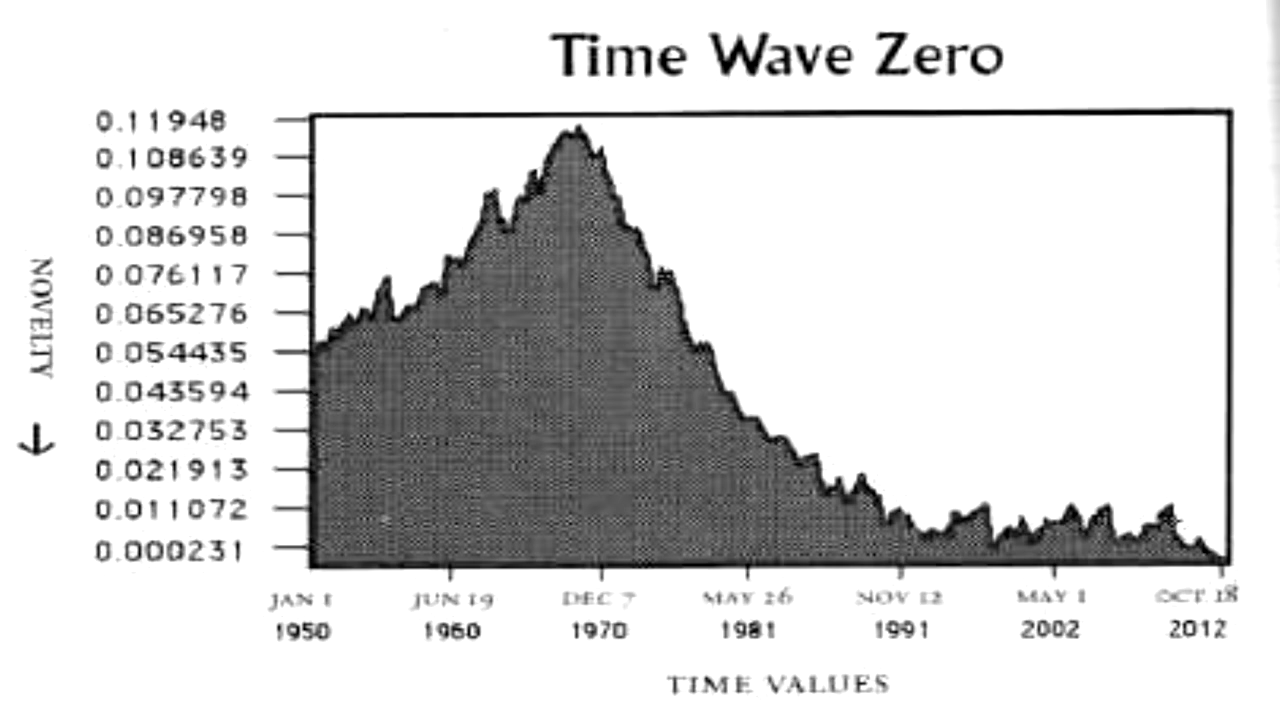 Time Wave Zero
0.11948
0.108639
0.097798
0.086958
0.076117
0.065276
0.054435
0.043594
0.032753
0.021913
0.011072
0.000231
NOVELTY
JAN 1 JUN 19 DEC 7 MAY 26 NOV 12 MAY 1 OCT 18
1950 1960 1970 1981 1991 2002 2012
TIME VALUES